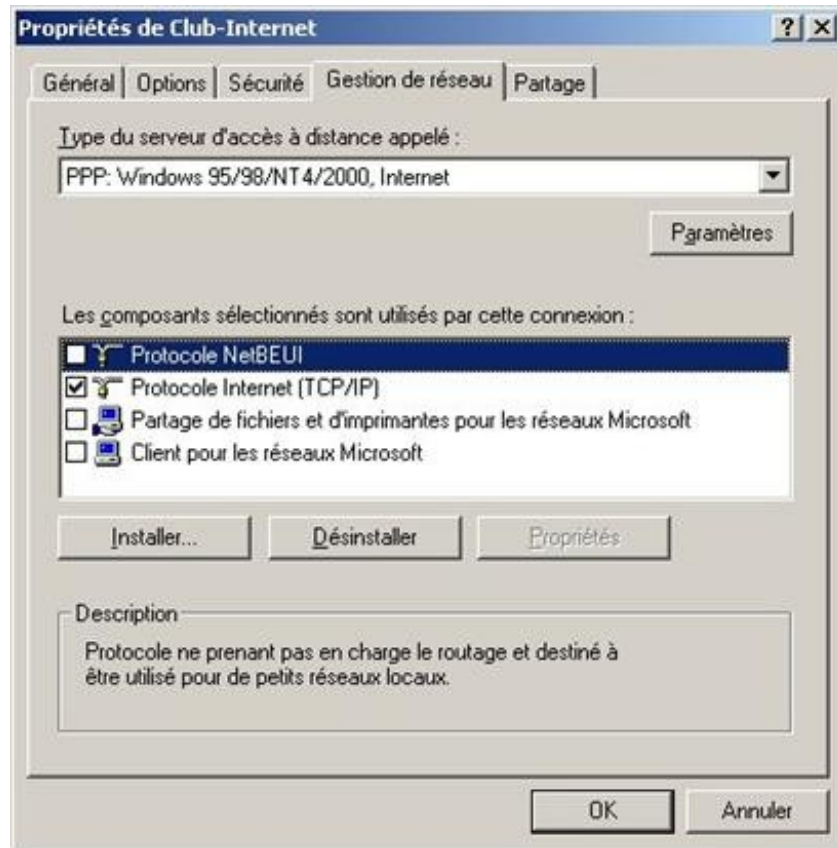 Propriétés de Club-Internet
Général Options Sécurité Gestion de réseau Partage
Type du serveur d'accès à distance appelé :
PPP: Windows 95/98/NT4/2000, Internet
Paramètres
Les composants sélectionnés sont utilisés par cette connexion :
Protocole NetBEUI
Protocole Internet (TCP/IP)
Partage de fichiers et d'imprimantes pour les réseaux Microsoft
Client pour les réseaux Microsoft
Installer... Désinstaller Propriétés
Description
Protocole ne prenant pas en charge le routage et destiné à
être utilisé pour de petits réseaux locaux.
OK Annuler